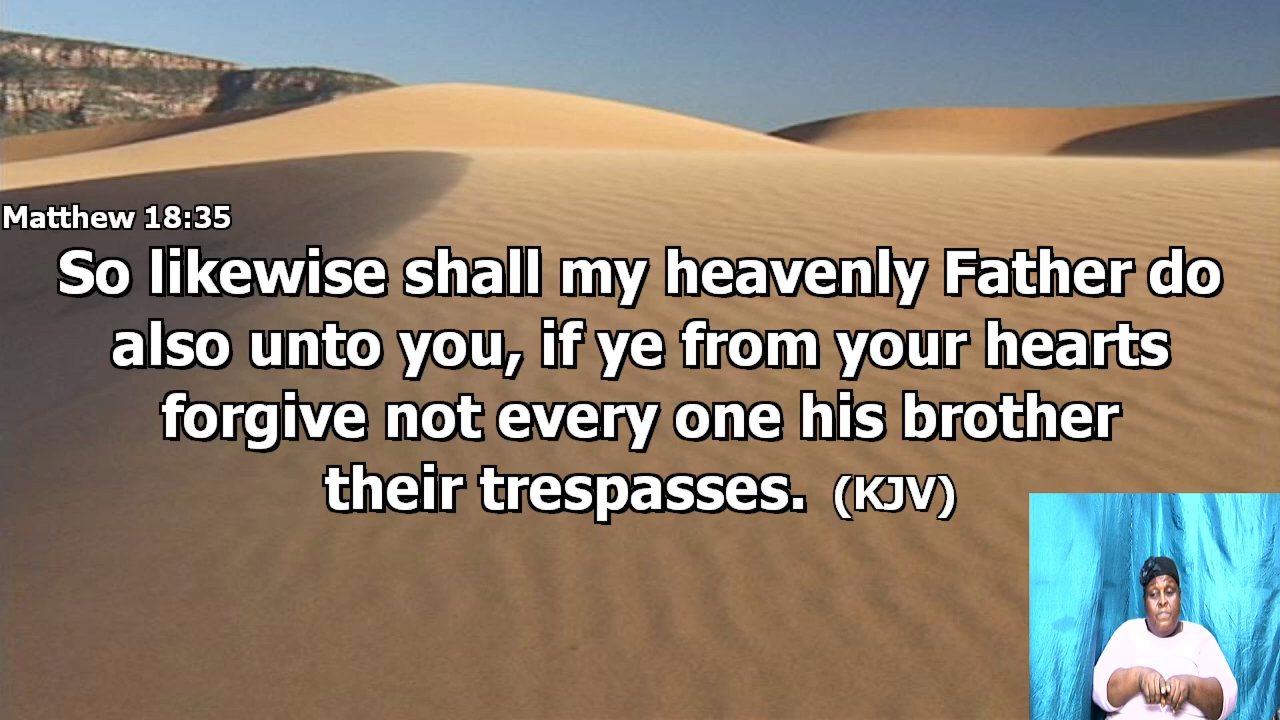 Matthew 18:35
So likewise shall my heavenly Father do
also unto you, if ye from your hearts
forgive not every one his brother
their trespasses. (KJV)